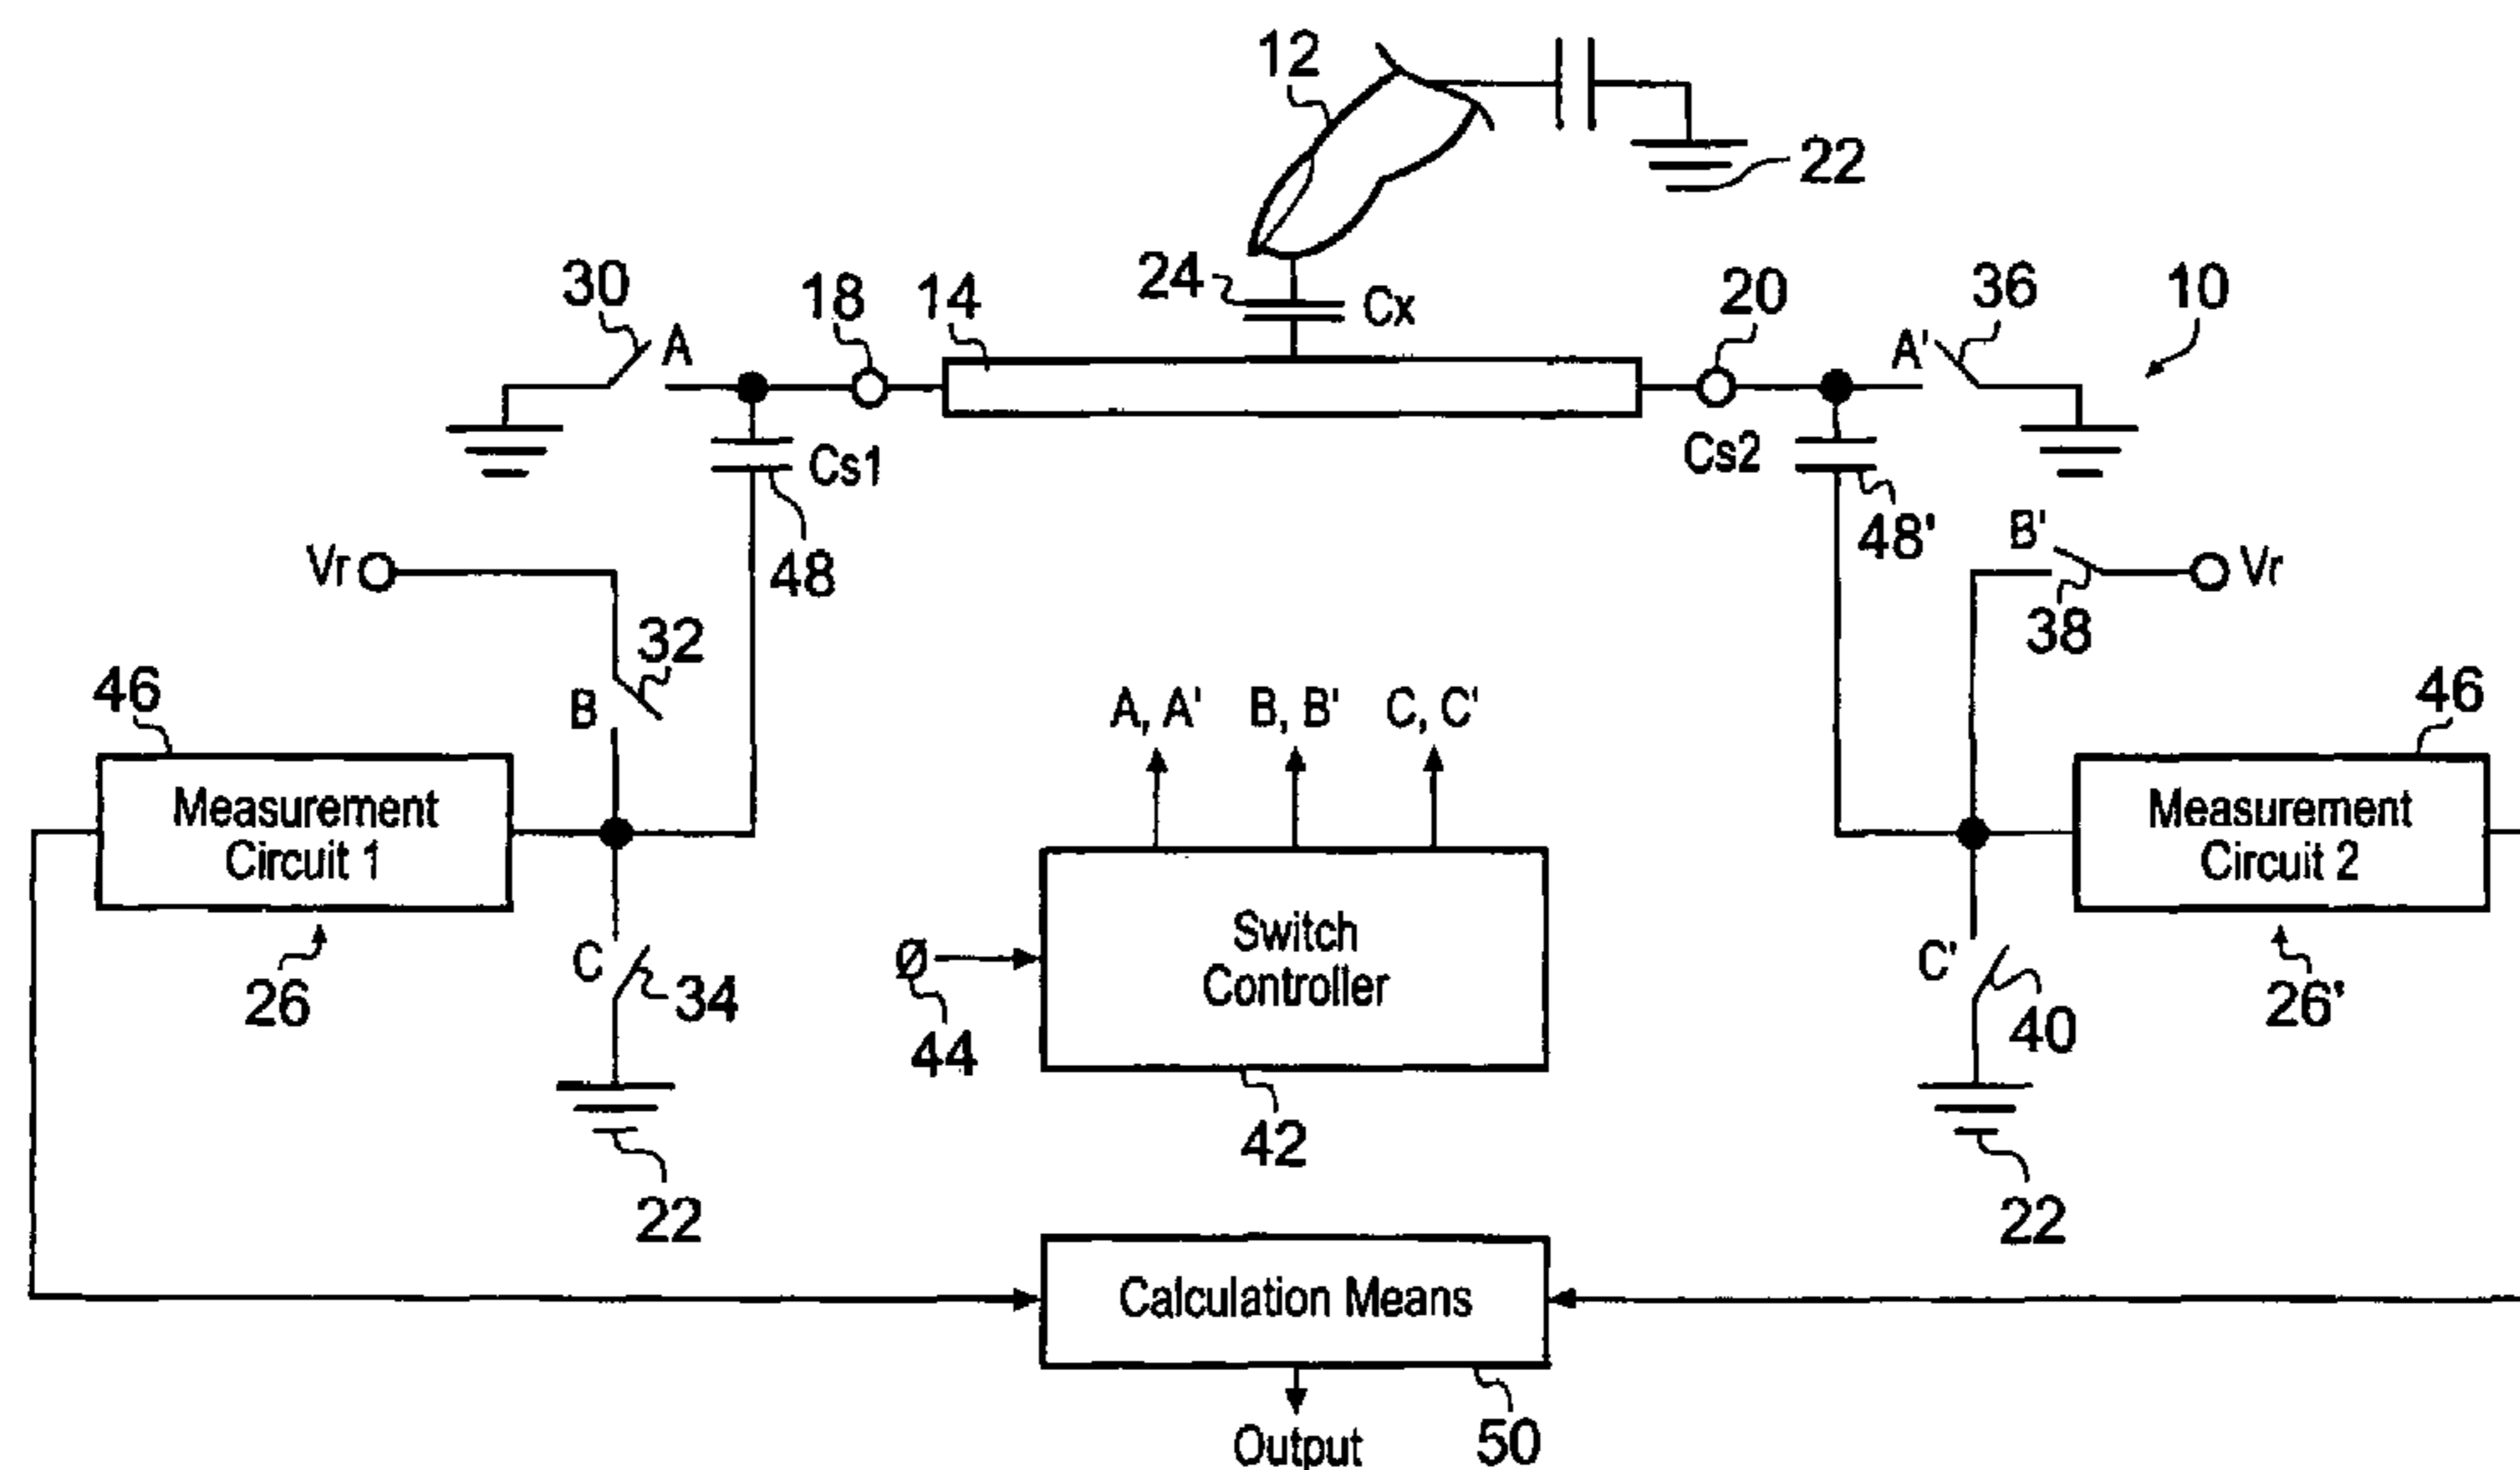 12
22
24
Cx
30
A
18
14
20
A'
36
10
Cs1
48
Cs2
48'
Vr
B'
Vr
38
32
B
46
Measurement
Circuit 1
26
A, A'
B, B'
C, C'
46
Measurement
Circuit 2
26'
C
34
22
Ø
44
Switch
Controller
42
C'
40
22
Calculation Means
50
Output